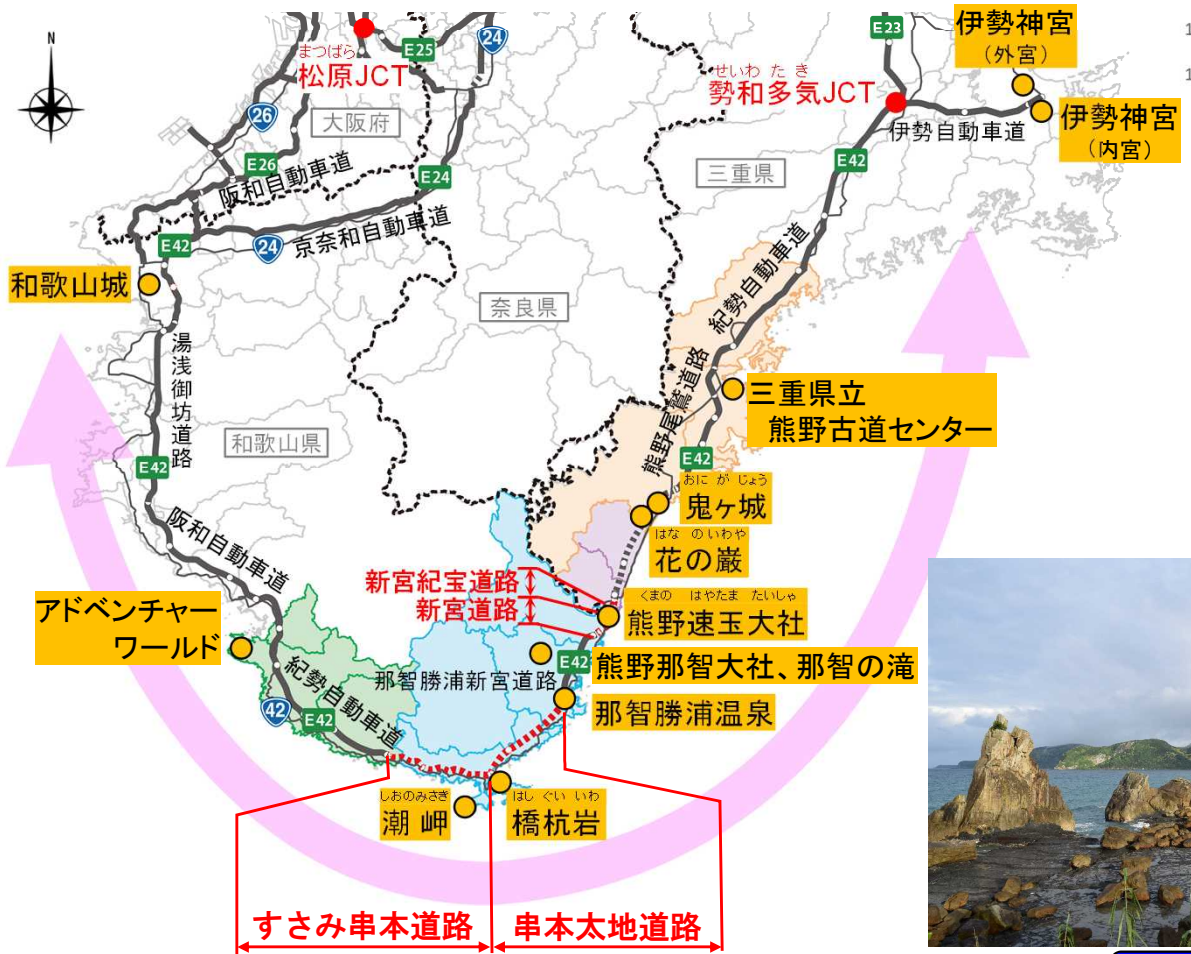 N
まつばら
松原JCT
E25
24
26
大阪府
E26
阪和自動車道
E24
E42
24
京奈和自動車道
和歌山城
奈良県
湯浅御坊道路
和歌山県
E42
阪和自動車道
アドベンチャー
ワールド
紀勢自動車道
42
E42
E23
せいわ たき
勢和多気JCT
伊勢神宮
(外宮)
伊勢神宮
(内宮)
伊勢自動車道
E42
三重県
紀勢自動車道
三重県立
熊野古道センター
熊野尾鷲道路
E42
おに が じょう
鬼ヶ城
はな のいわや
花の巌
新宮紀宝道路
新宮道路
くまの はやたま たいしゃ
熊野速玉大社
E42
熊野那智大社、那智の滝
那智勝浦新宮道路
那智勝浦温泉
しおのみさき
潮岬
はし ぐい いわ
橋杭岩
すさみ串本道路
串本太地道路
1
1